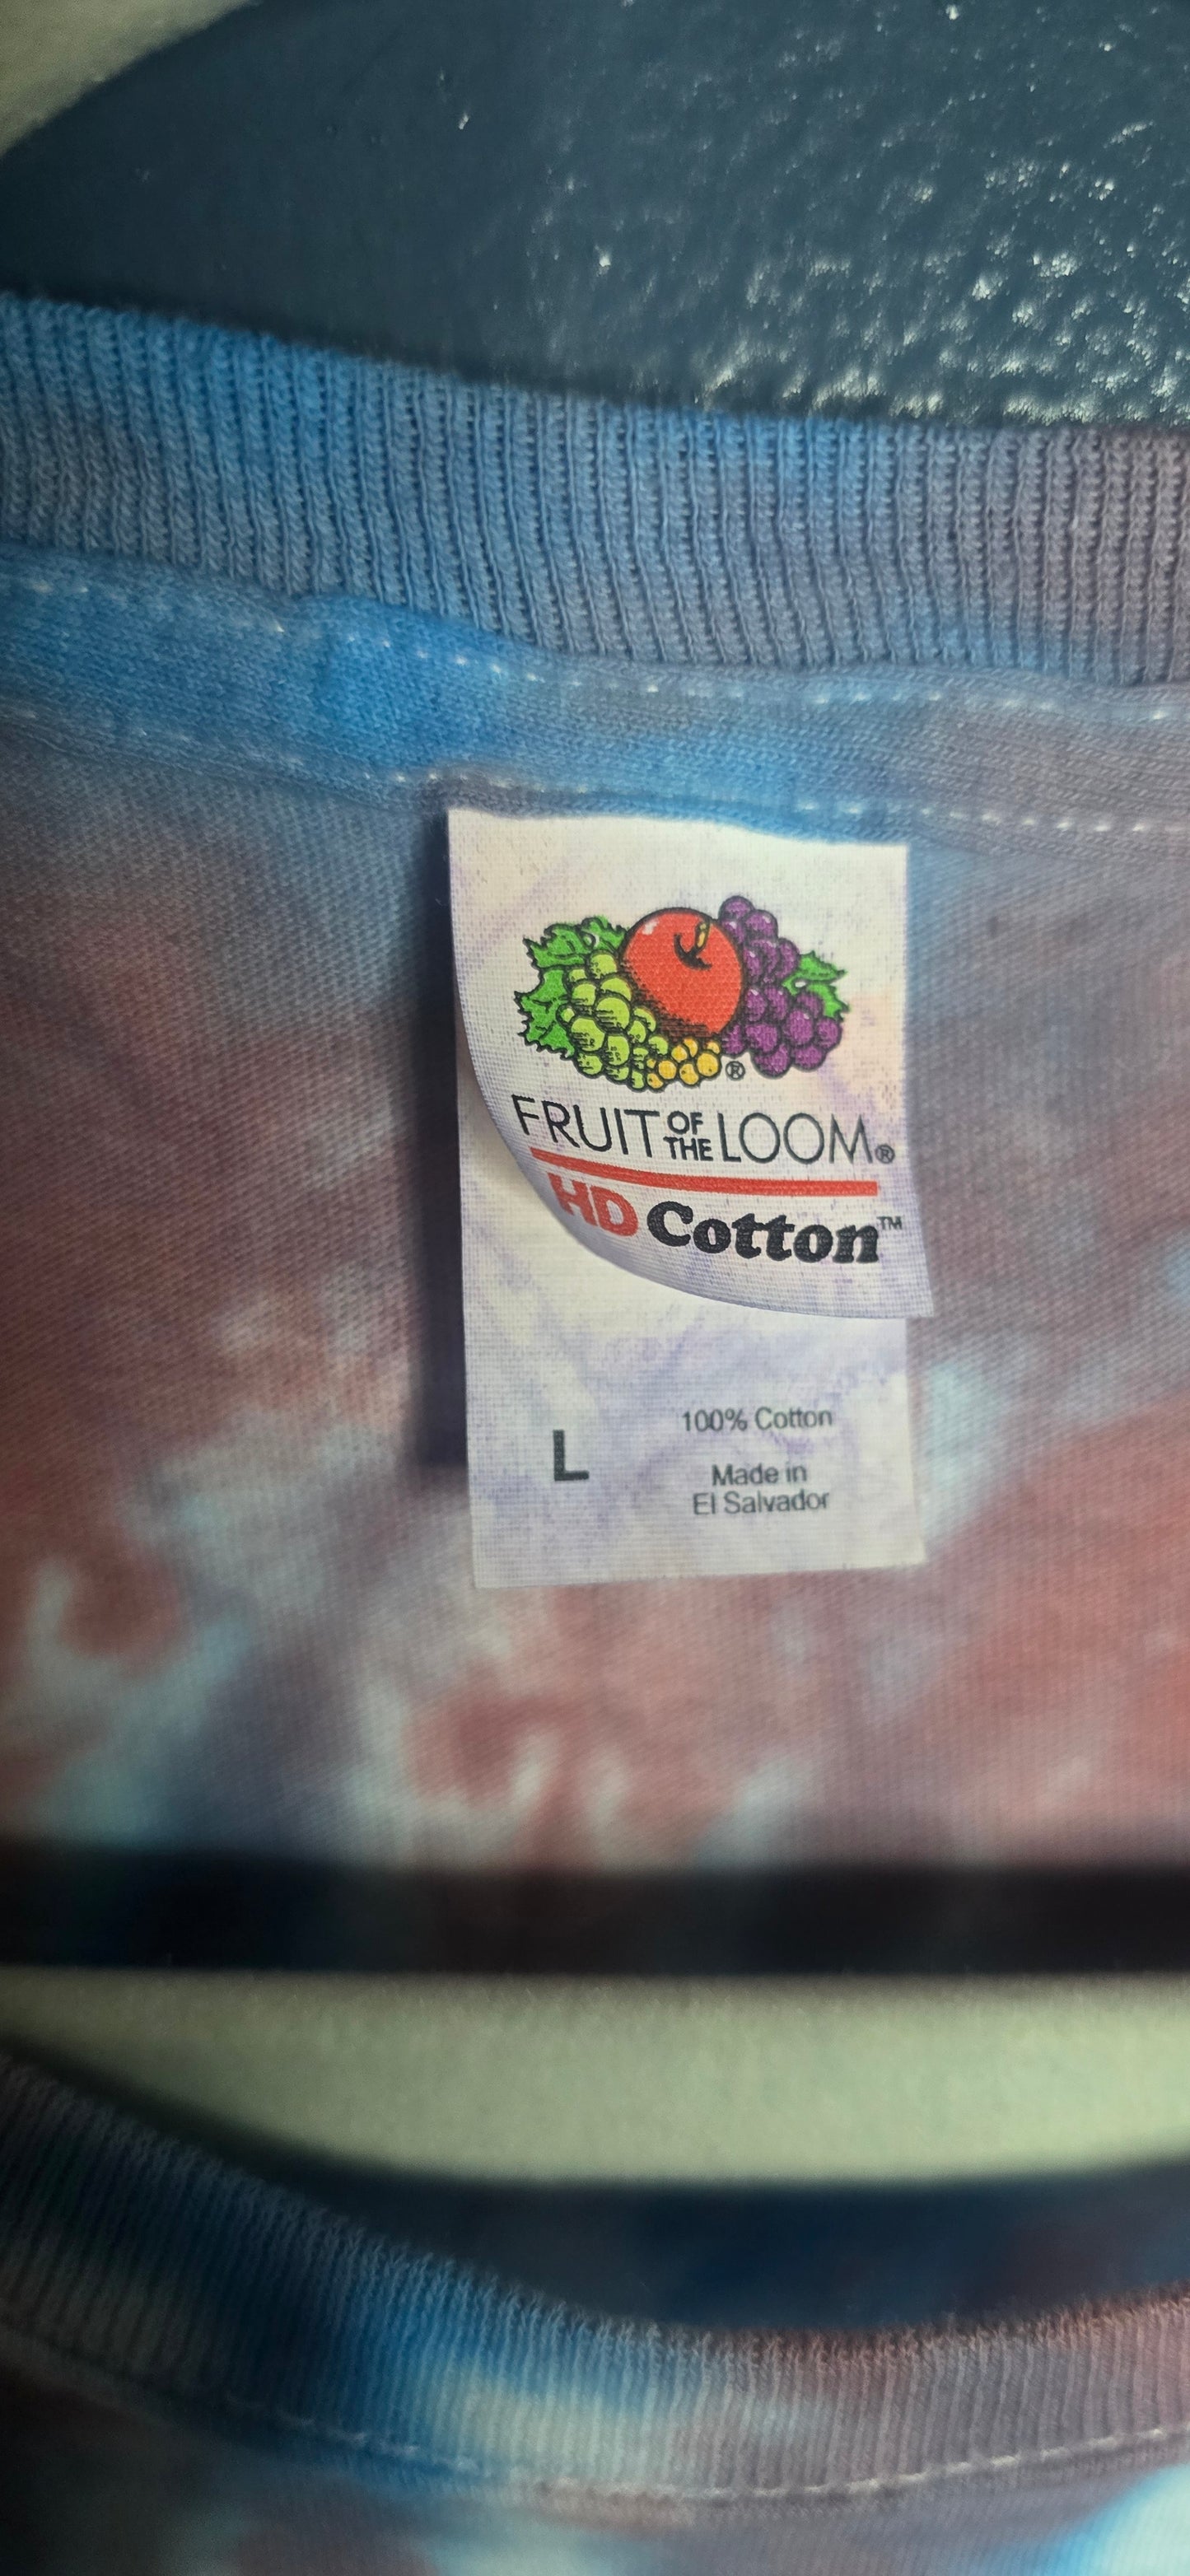 ®
FRUIT OF THE LOOM®
HD Cotton™
L
100% Cotton
Made in
El Salvador